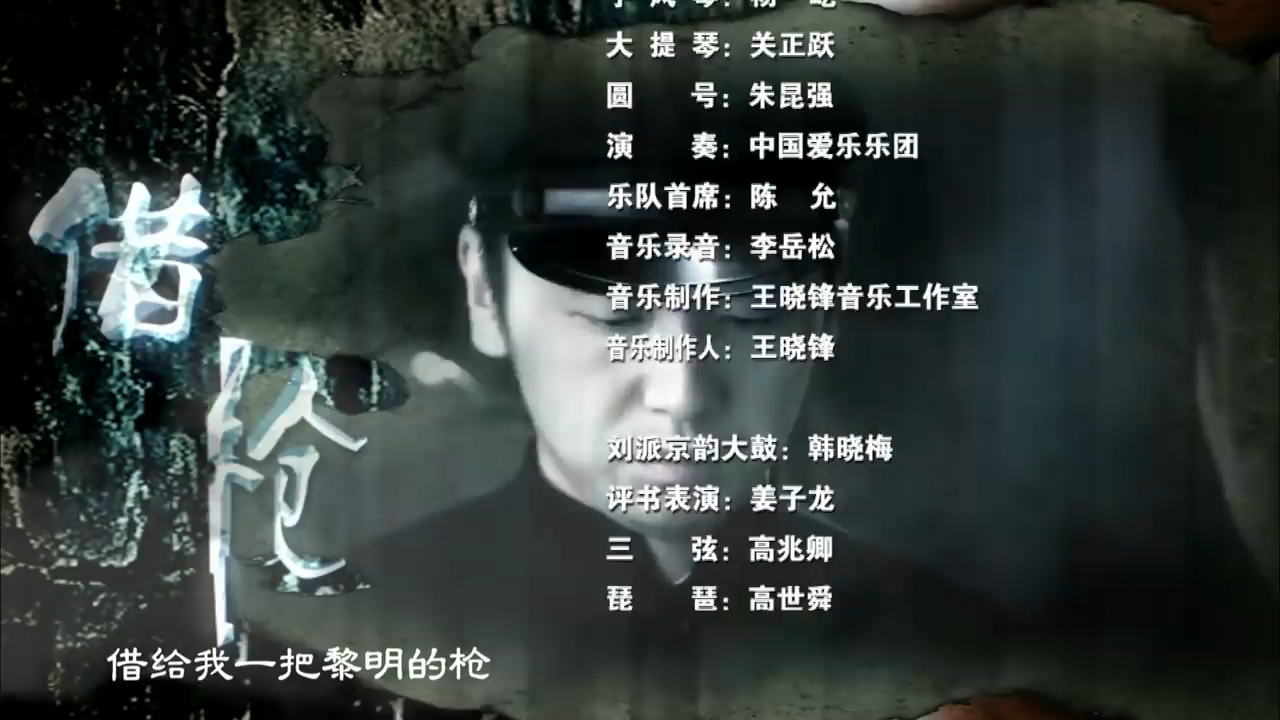 大提琴：关正跃
圆号：朱昆强
演奏：中国爱乐乐团
乐队首席：陈允
音乐录音：李岳松
音乐制作：王晓锋音乐工作室
音乐制作人：王晓锋
刘派京韵大鼓：韩晓梅
评书表演：姜子龙
三弦：高兆卿
琵琶：高世舜
借枪
借给我一把黎明的枪